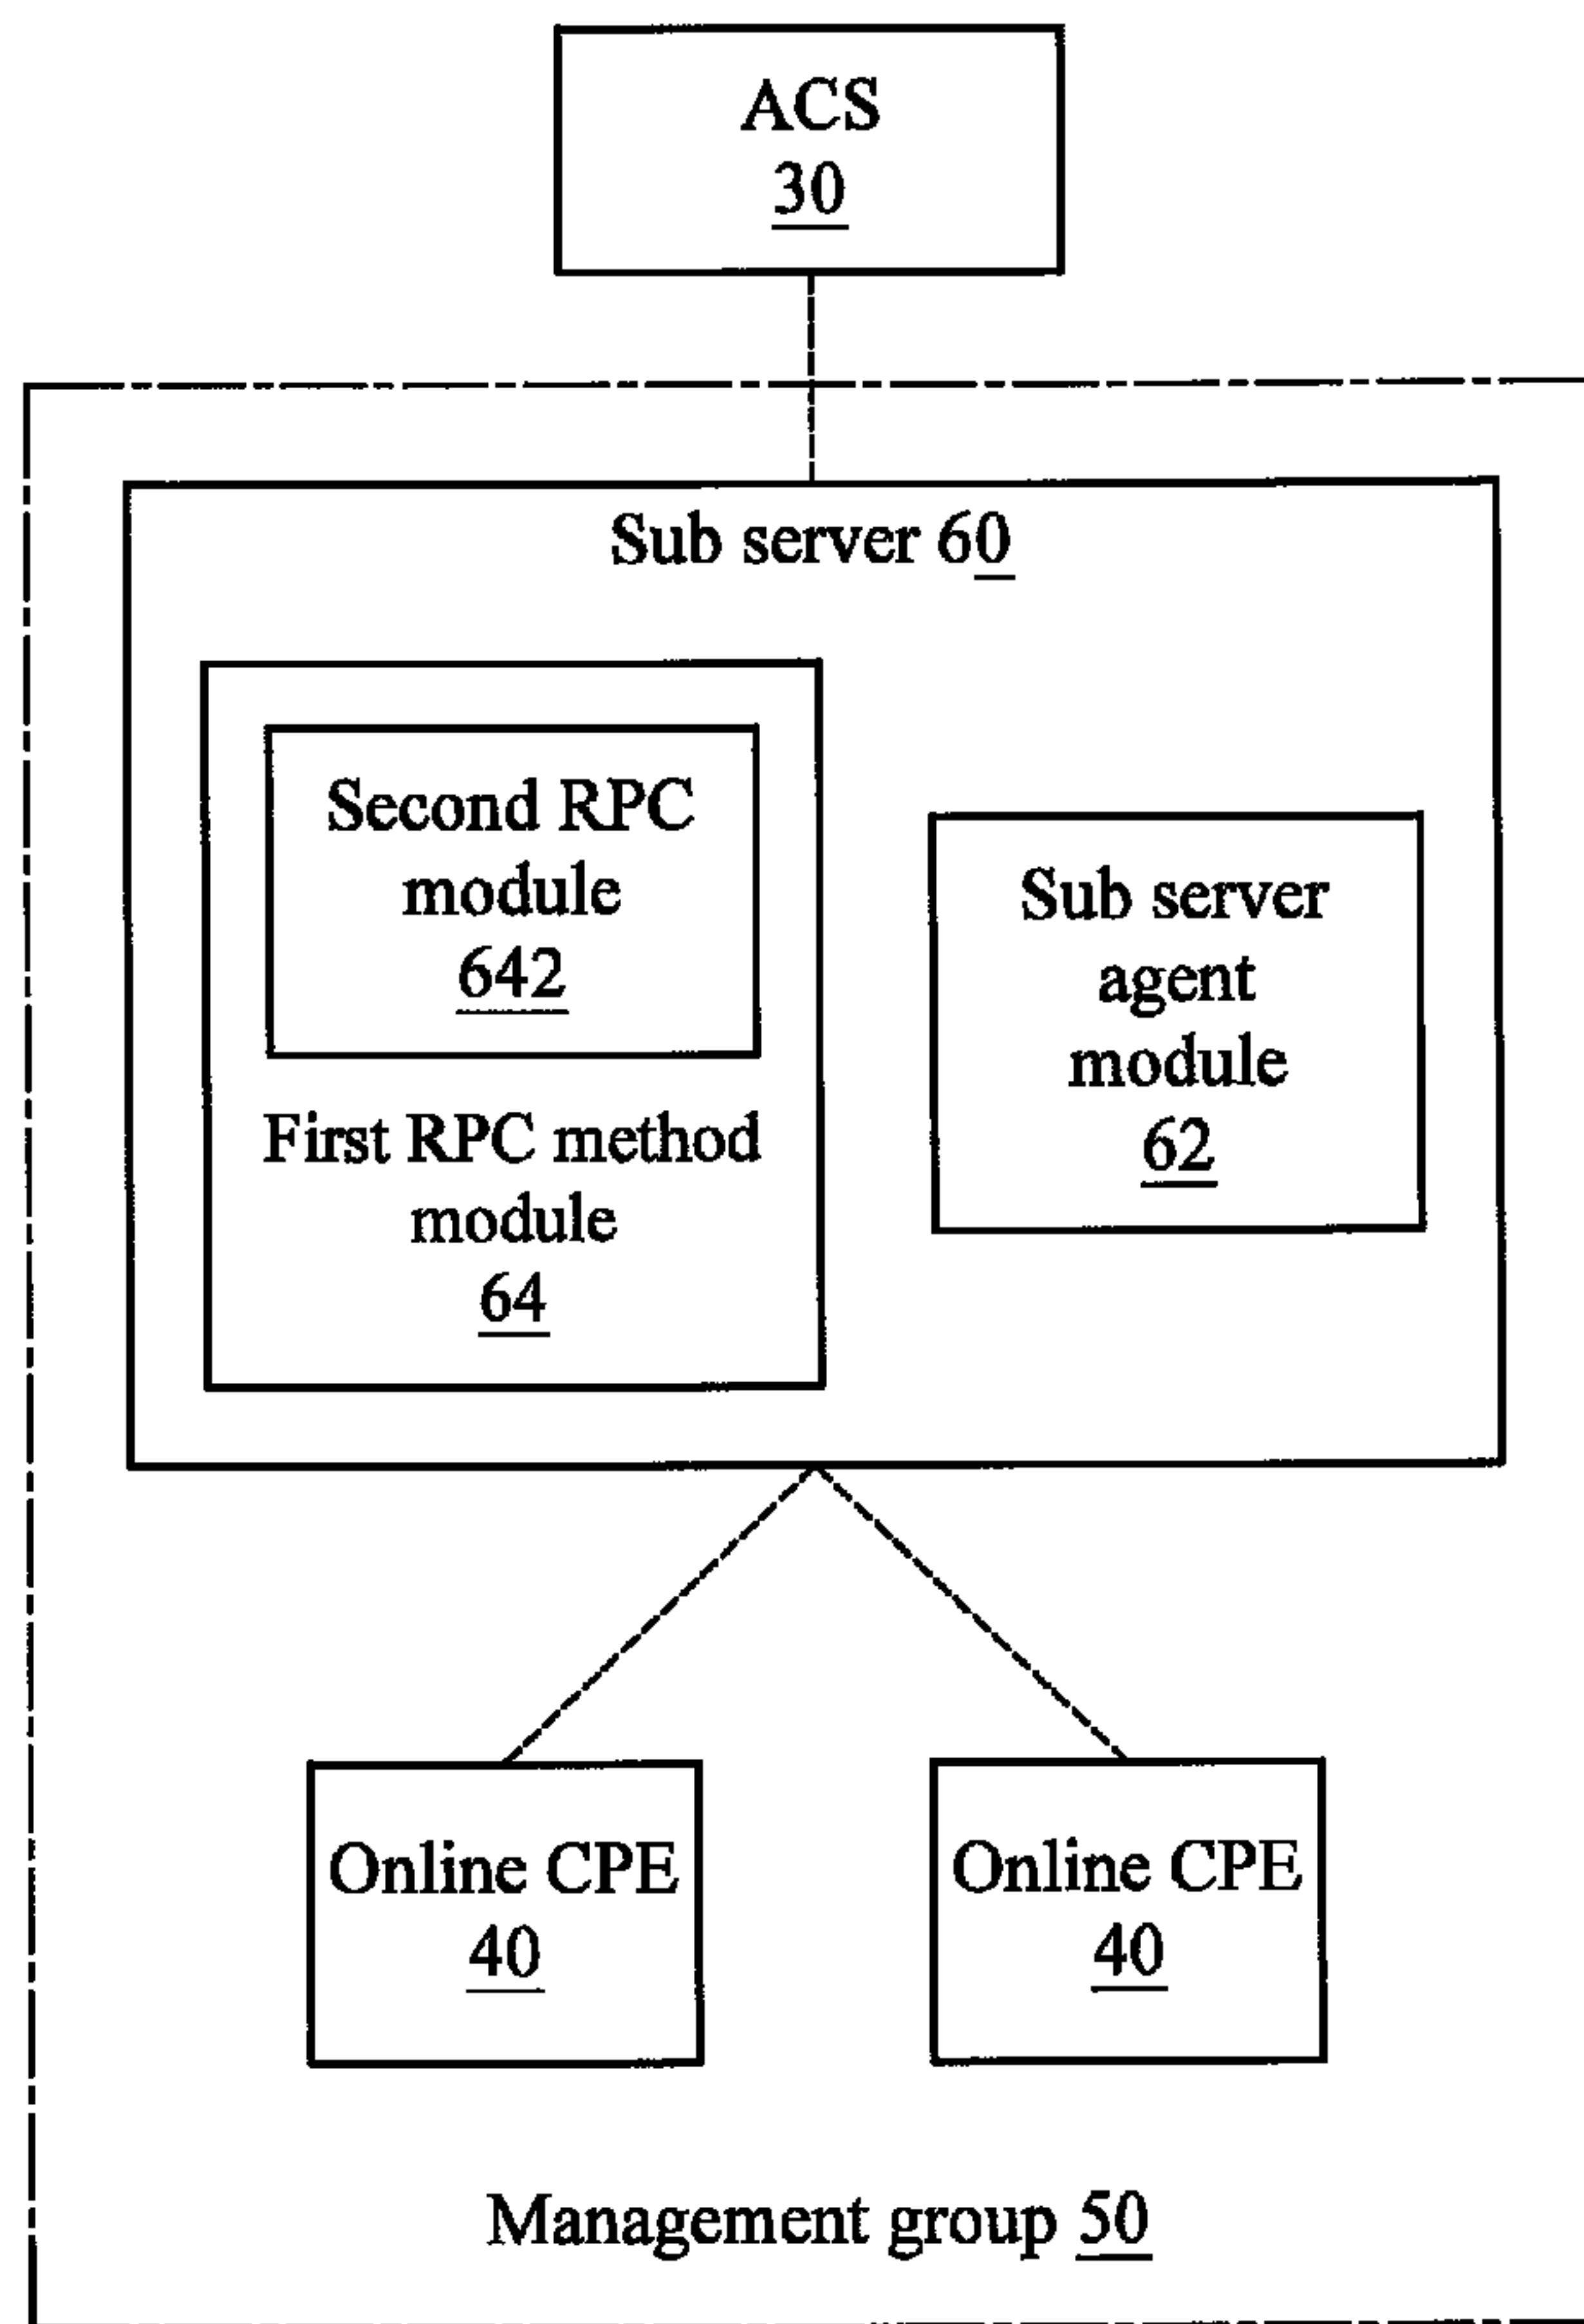 ACS
30
Sub server 60
Second RPC
module
642
First RPC method
module
64
Sub server
agent
module
62
Online CPE
40
Online CPE
40
Management group 50